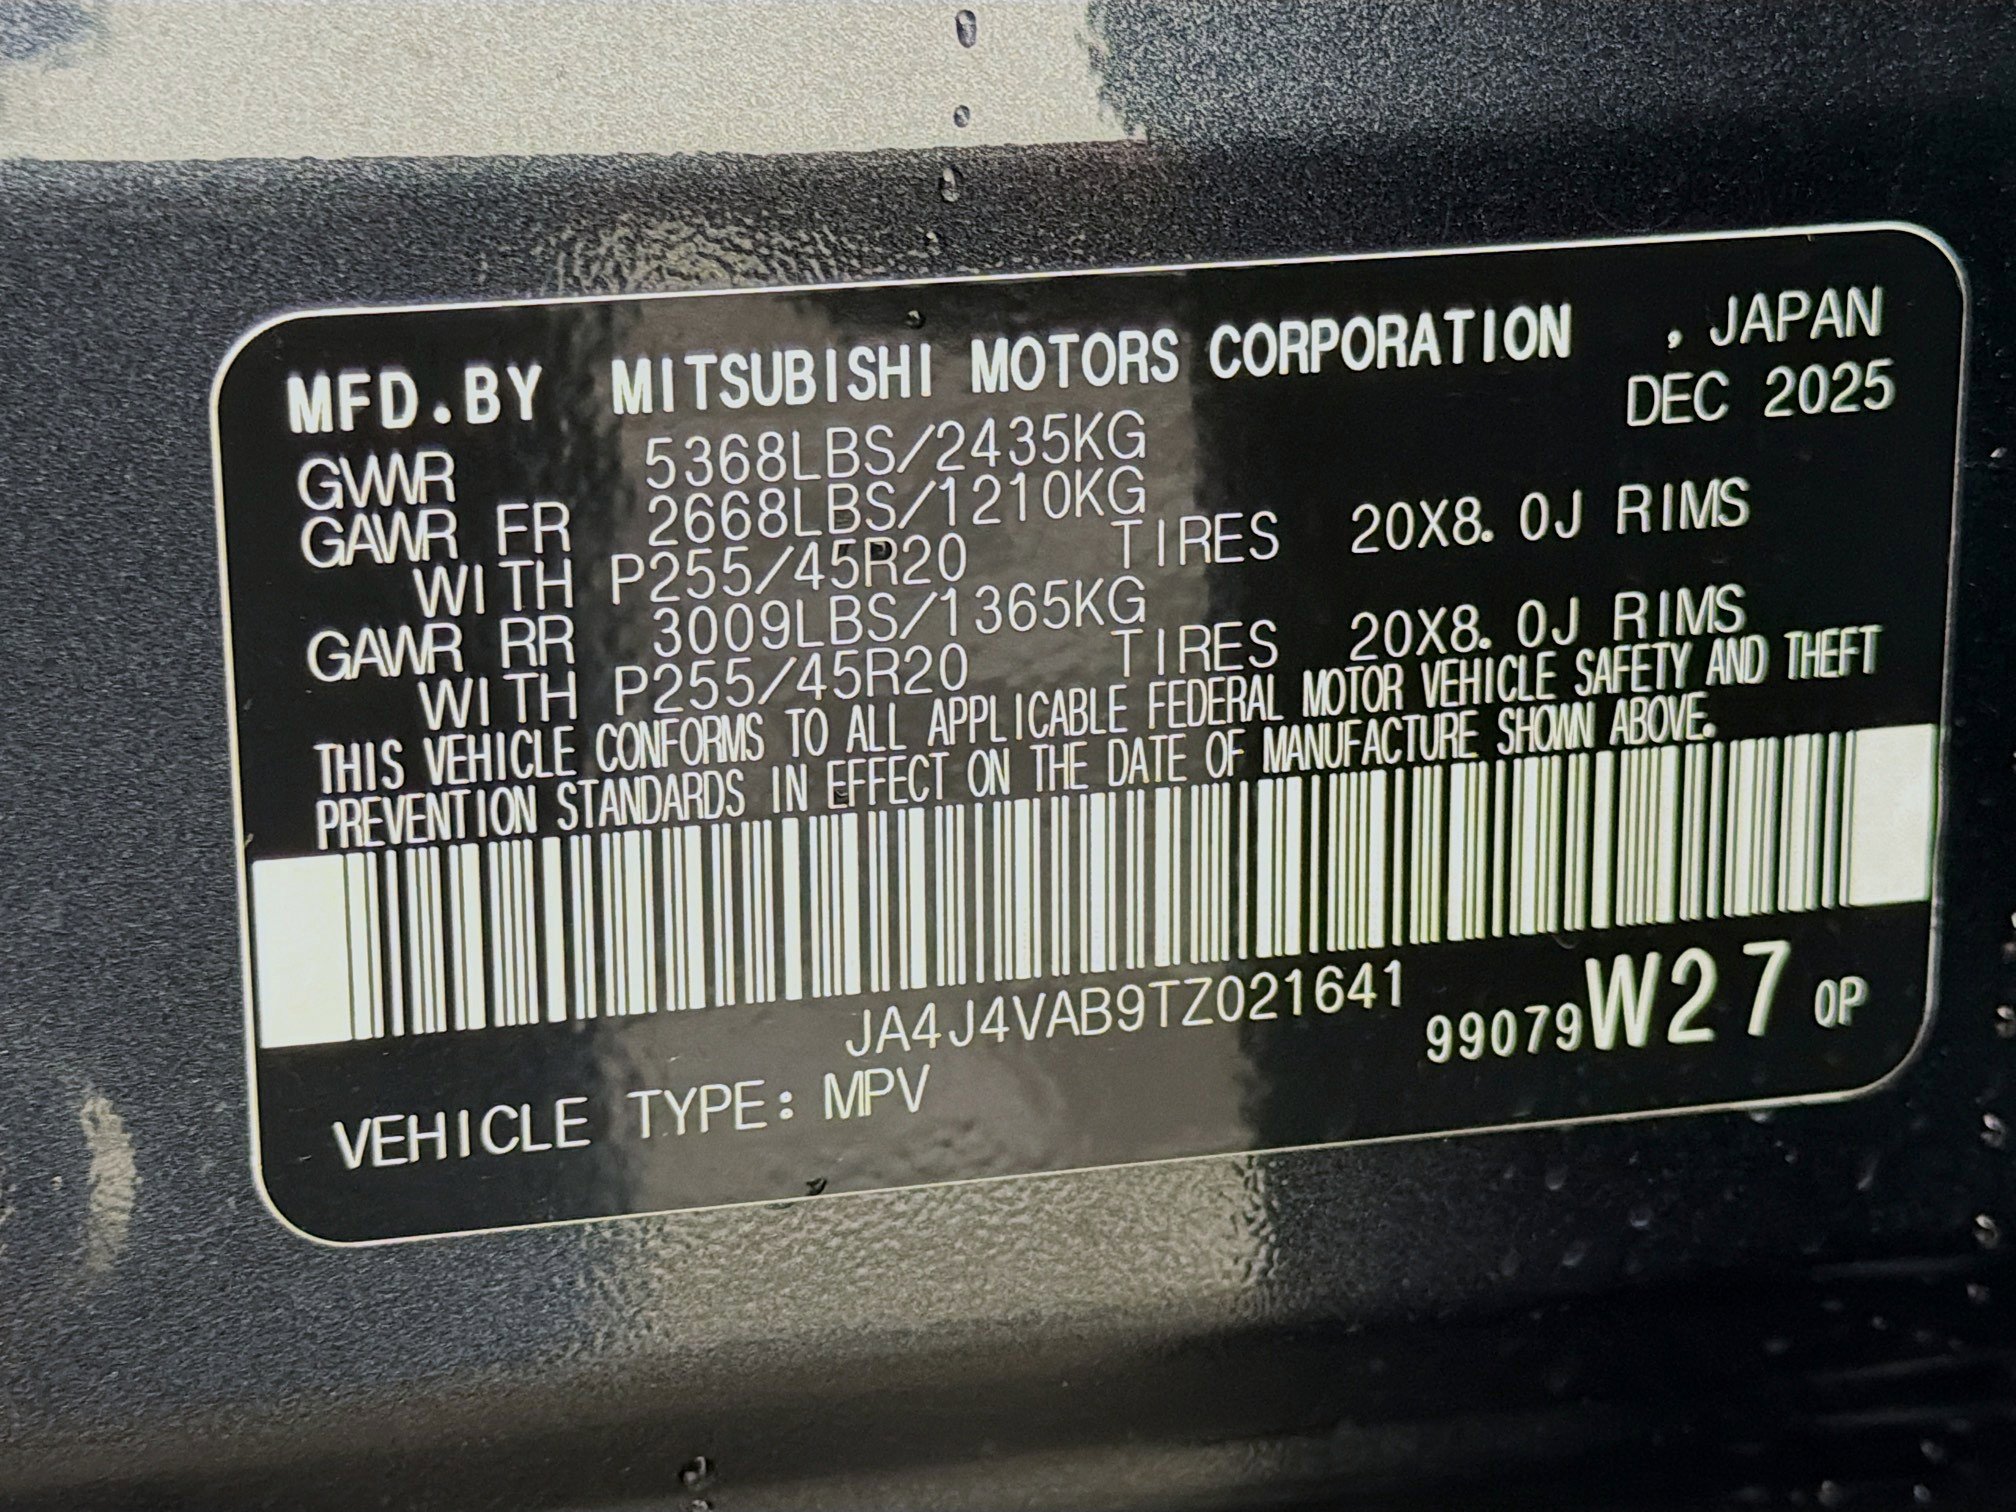 MFD.BY MITSUBISHI MOTORS CORPORATION , JAPAN
DEC 2025
GVWR 5368LBS/2435KG
GAWR FR 2668LBS/1210KG
WITH P255/45R20 TIRES 20X8.0J RIMS
GAWR RR 3009LBS/1365KG
WITH P255/45R20 TIRES 20X8.0J RIMS
THIS VEHICLE CONFORMS TO ALL APPLICABLE FEDERAL MOTOR VEHICLE SAFETY AND THEFT
PREVENTION STANDARDS IN EFFECT ON THE DATE OF MANUFACTURE SHOWN ABOVE.
JA4J4VAB9TZ021641
99079W27 0P
VEHICLE TYPE: MPV